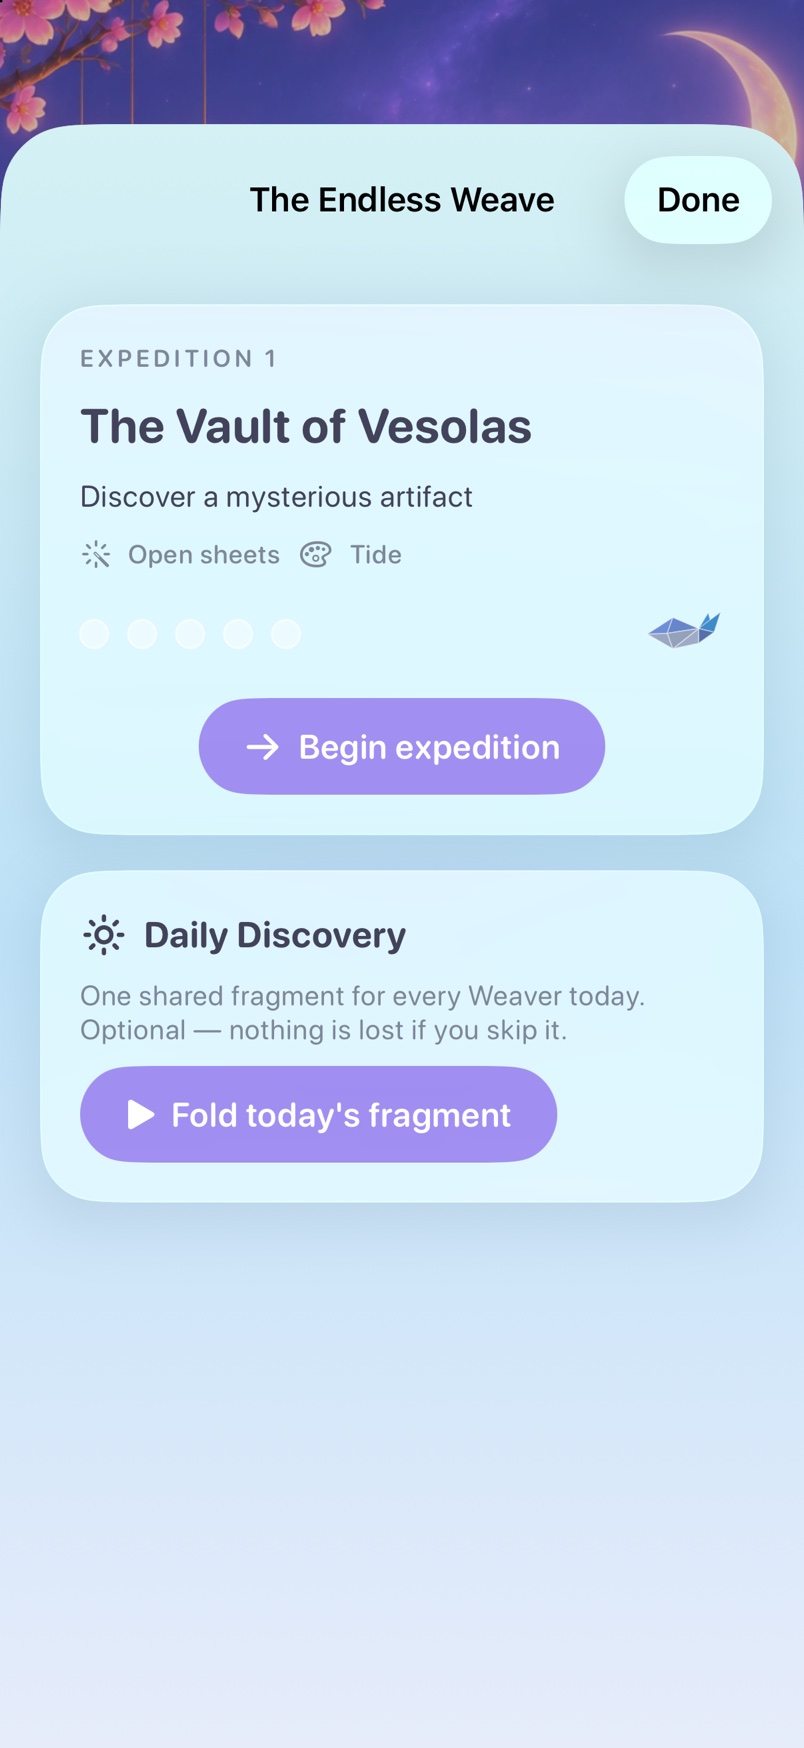 The Endless Weave
Done
EXPEDITION 1
The Vault of Vesolas
Discover a mysterious artifact
Open sheets Tide
Begin expedition
Daily Discovery
One shared fragment for every Weaver today.
Optional — nothing is lost if you skip it.
Fold today's fragment